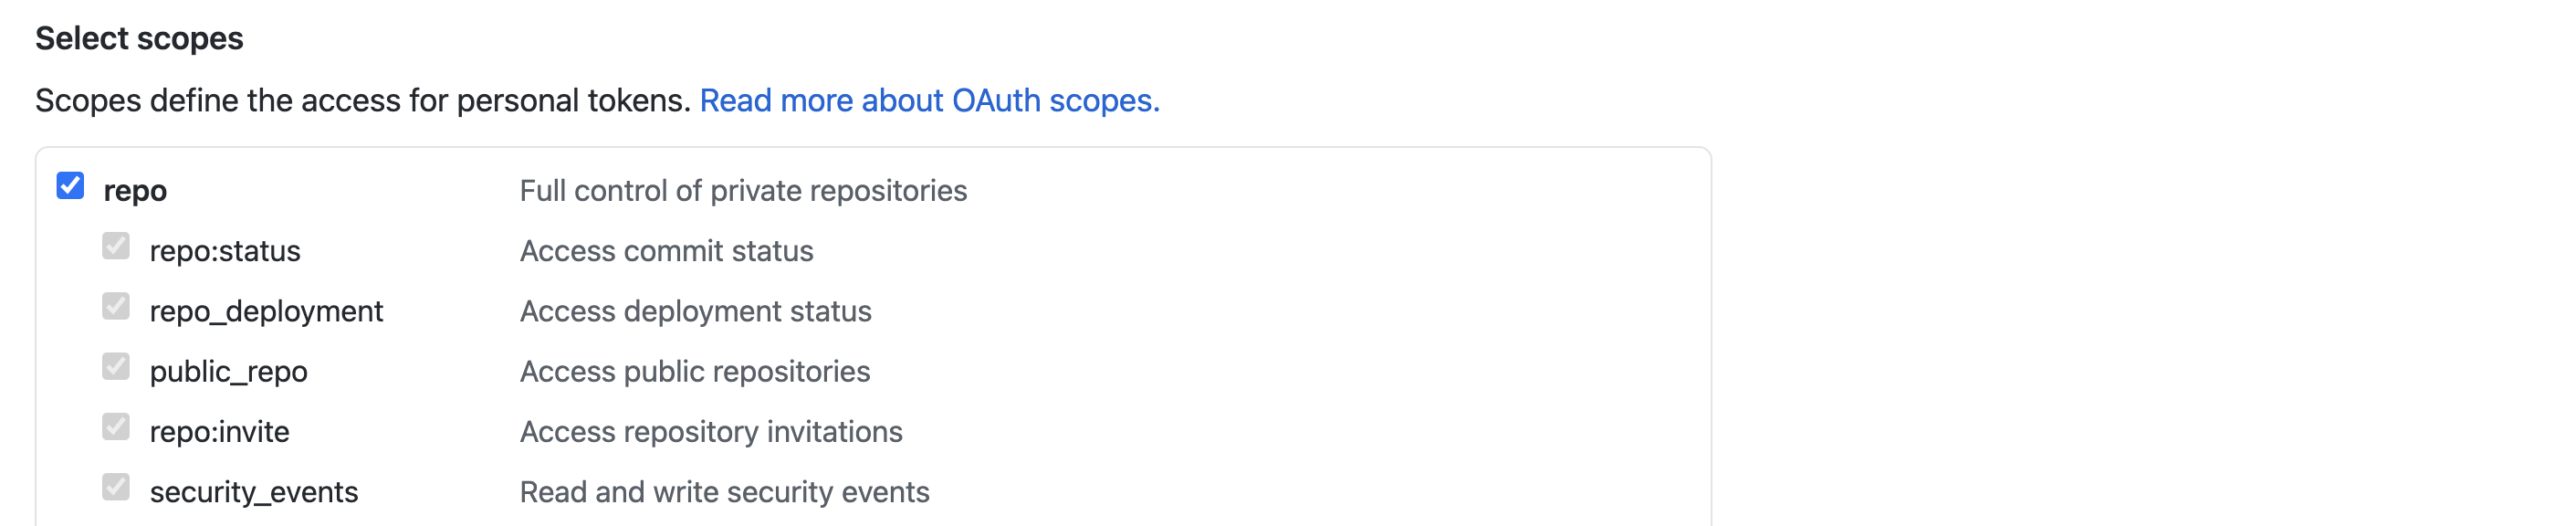 Select scopes
Scopes define the access for personal tokens. Read more about OAuth scopes.
repo Full control of private repositories
repo:status Access commit status
repo_deployment Access deployment status
public_repo Access public repositories
repo:invite Access repository invitations
security_events Read and write security events